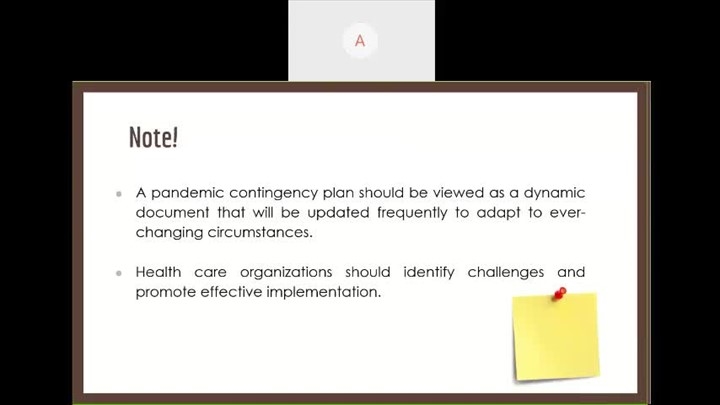 A
Note!
A pandemic contingency plan should be viewed as a dynamic
document that will be updated frequently to adapt to ever-
changing circumstances.
Health care organizations should identify challenges and
promote effective implementation.